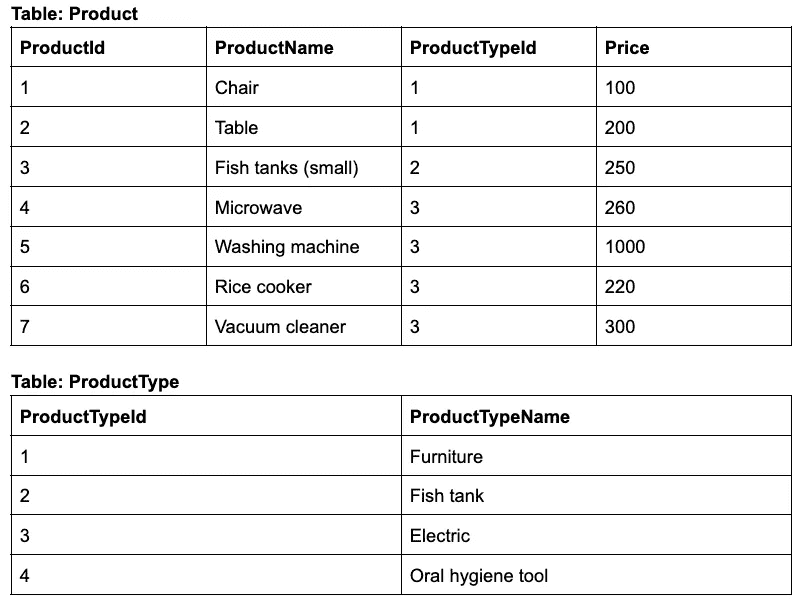 Table: Product
ProductId ProductName ProductTypeId Price
1 Chair 1 100
2 Table 1 200
3 Fish tanks (small) 2 250
4 Microwave 3 260
5 Washing machine 3 1000
6 Rice cooker 3 220
7 Vacuum cleaner 3 300
Table: ProductType
ProductTypeId ProductTypeName
1 Furniture
2 Fish tank
3 Electric
4 Oral hygiene tool